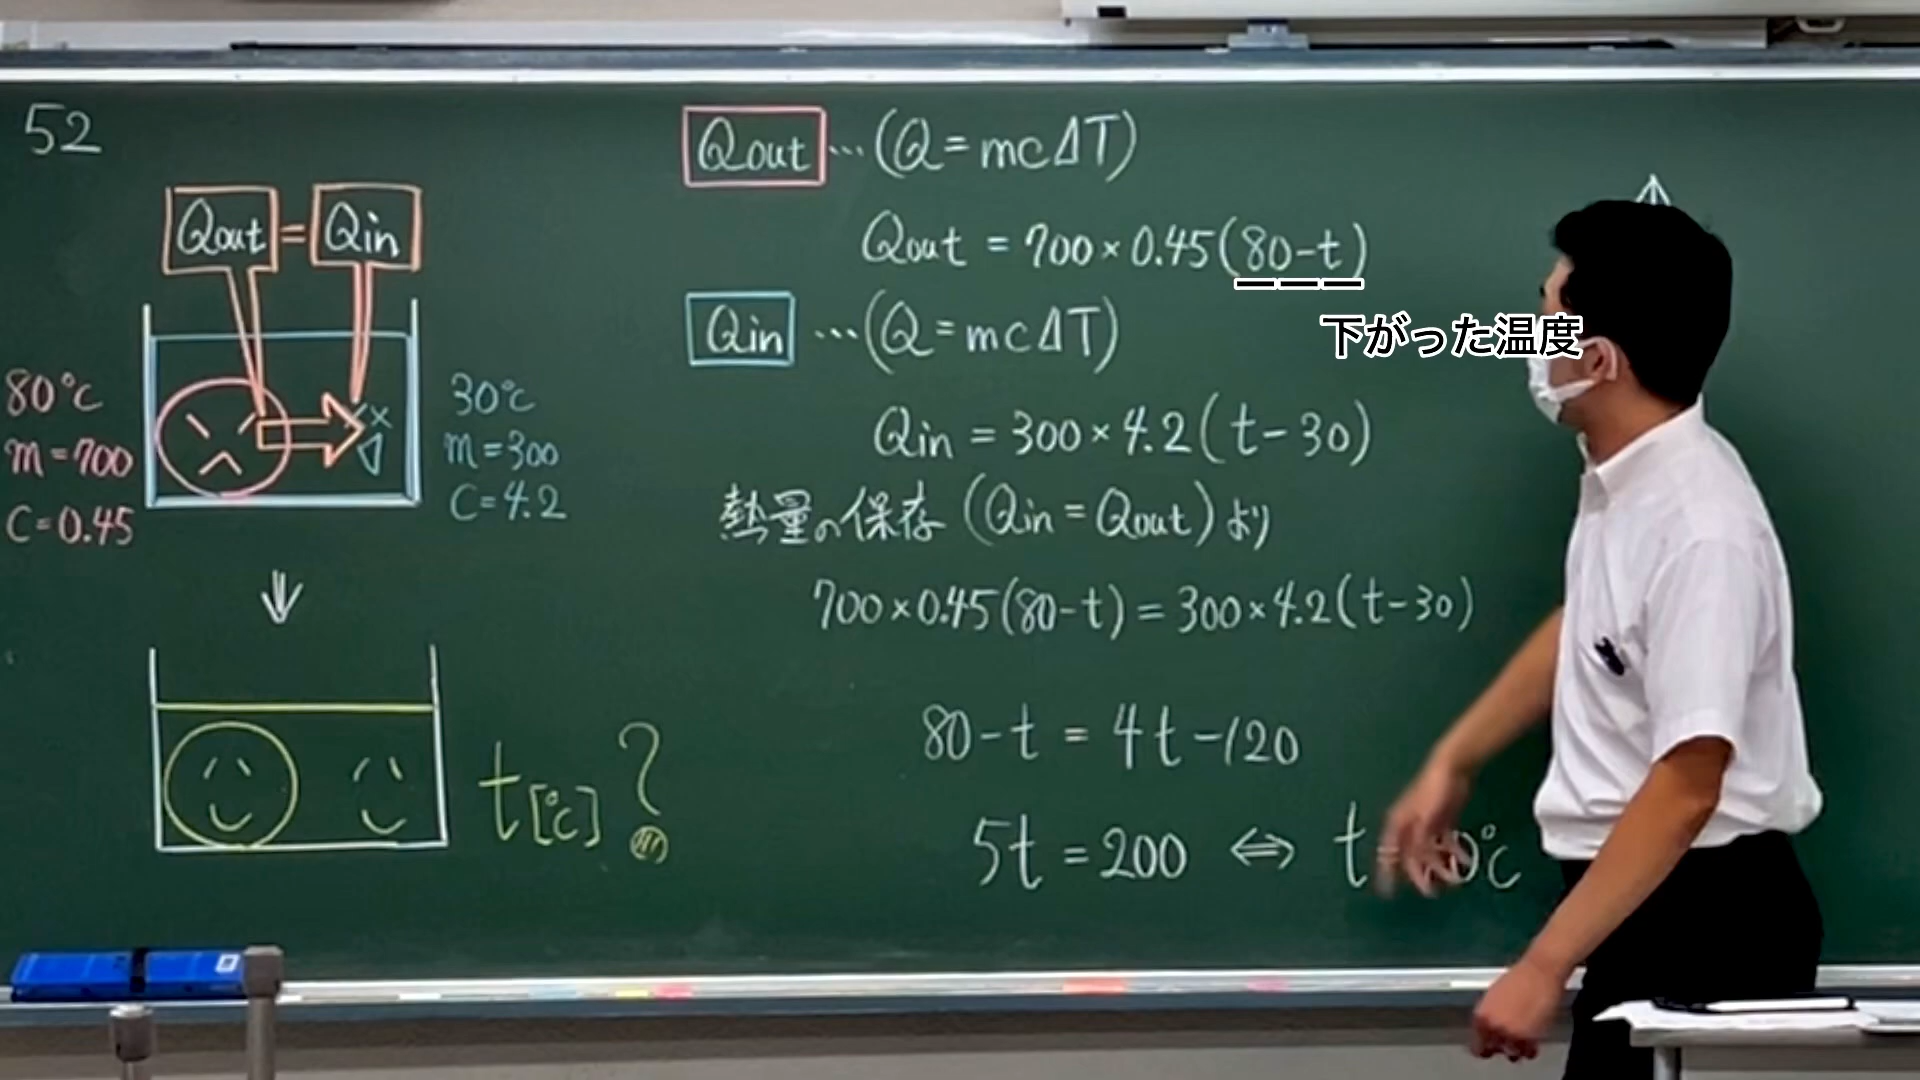 52
Qout = Qin
80℃
m=700
C=0.45
30℃
m=300
C=4.2
t[℃]?
Qout …(Q=mcΔT)
Qout = 700×0.45(80-t)
下がった温度
Qin …(Q=mcΔT)
Qin = 300×4.2(t-30)
熱量の保存 (Qin=Qout)より
700×0.45(80-t)=300×4.2(t-30)
80-t = 4t-120
5t=200 ⇔ t
0℃